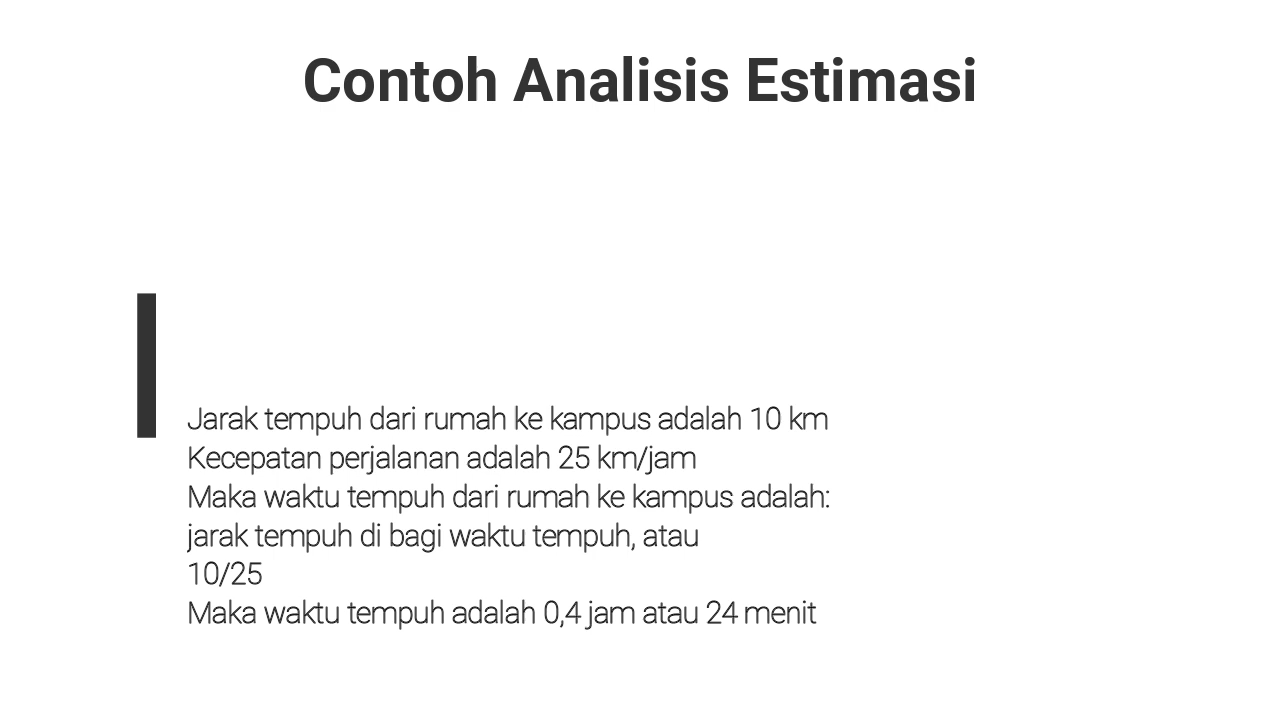 Contoh Analisis Estimasi
Jarak tempuh dari rumah ke kampus adalah 10 km
Kecepatan perjalanan adalah 25 km/jam
Maka waktu tempuh dari rumah ke kampus adalah:
jarak tempuh di bagi waktu tempuh, atau
10/25
Maka waktu tempuh adalah 0,4 jam atau 24 menit